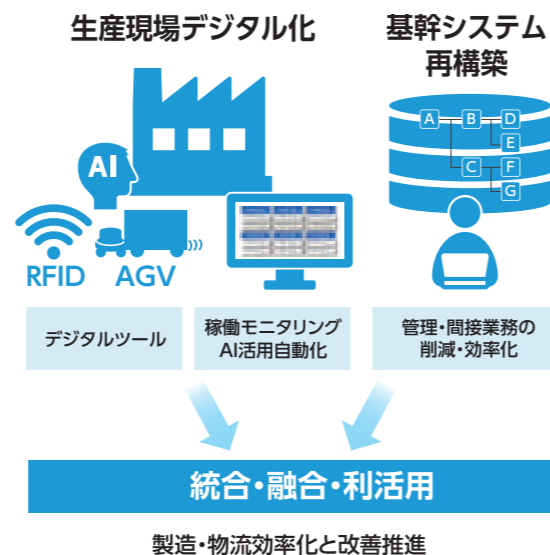 生産現場デジタル化
基幹システム
再構築
AI
RFID
AGV
A
B
D
E
C
F
G
デジタルツール
稼働モニタリング
AI活用自動化
管理・間接業務の
削減・効率化
統合・融合・利活用
製造・物流効率化と改善推進